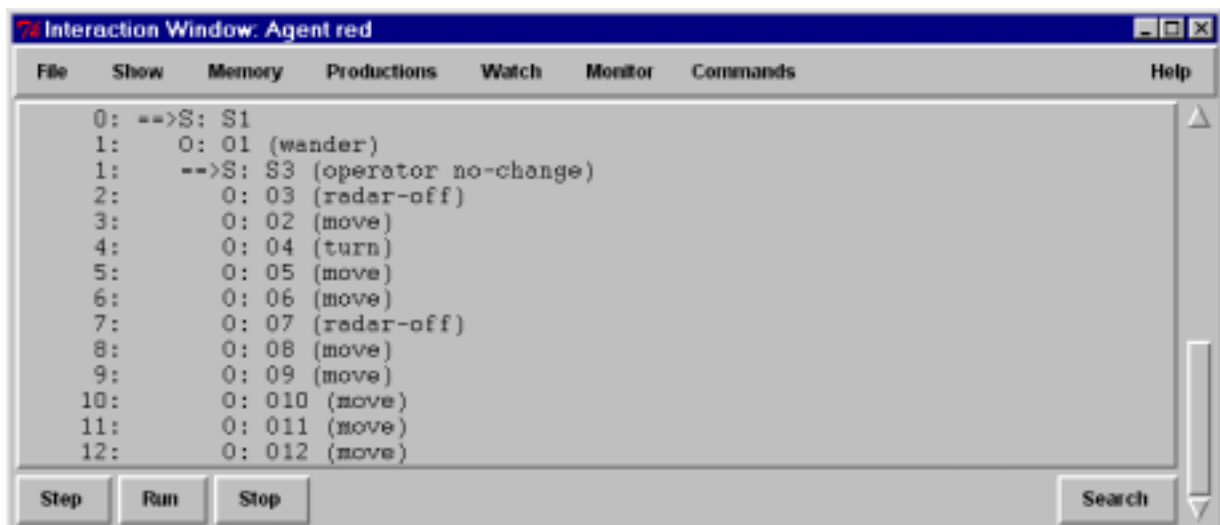 Interaction Window: Agent red
File Show Memory Productions Watch Monitor Commands Help
0: ==>S: S1
1: O: O1 (wander)
1: ==>S: S3 (operator no-change)
2: O: O3 (radar-off)
3: O: O2 (move)
4: O: O4 (turn)
5: O: O5 (move)
6: O: O6 (move)
7: O: O7 (radar-off)
8: O: O8 (move)
9: O: O9 (move)
10: O: O10 (move)
11: O: O11 (move)
12: O: O12 (move)
Step Run Stop Search